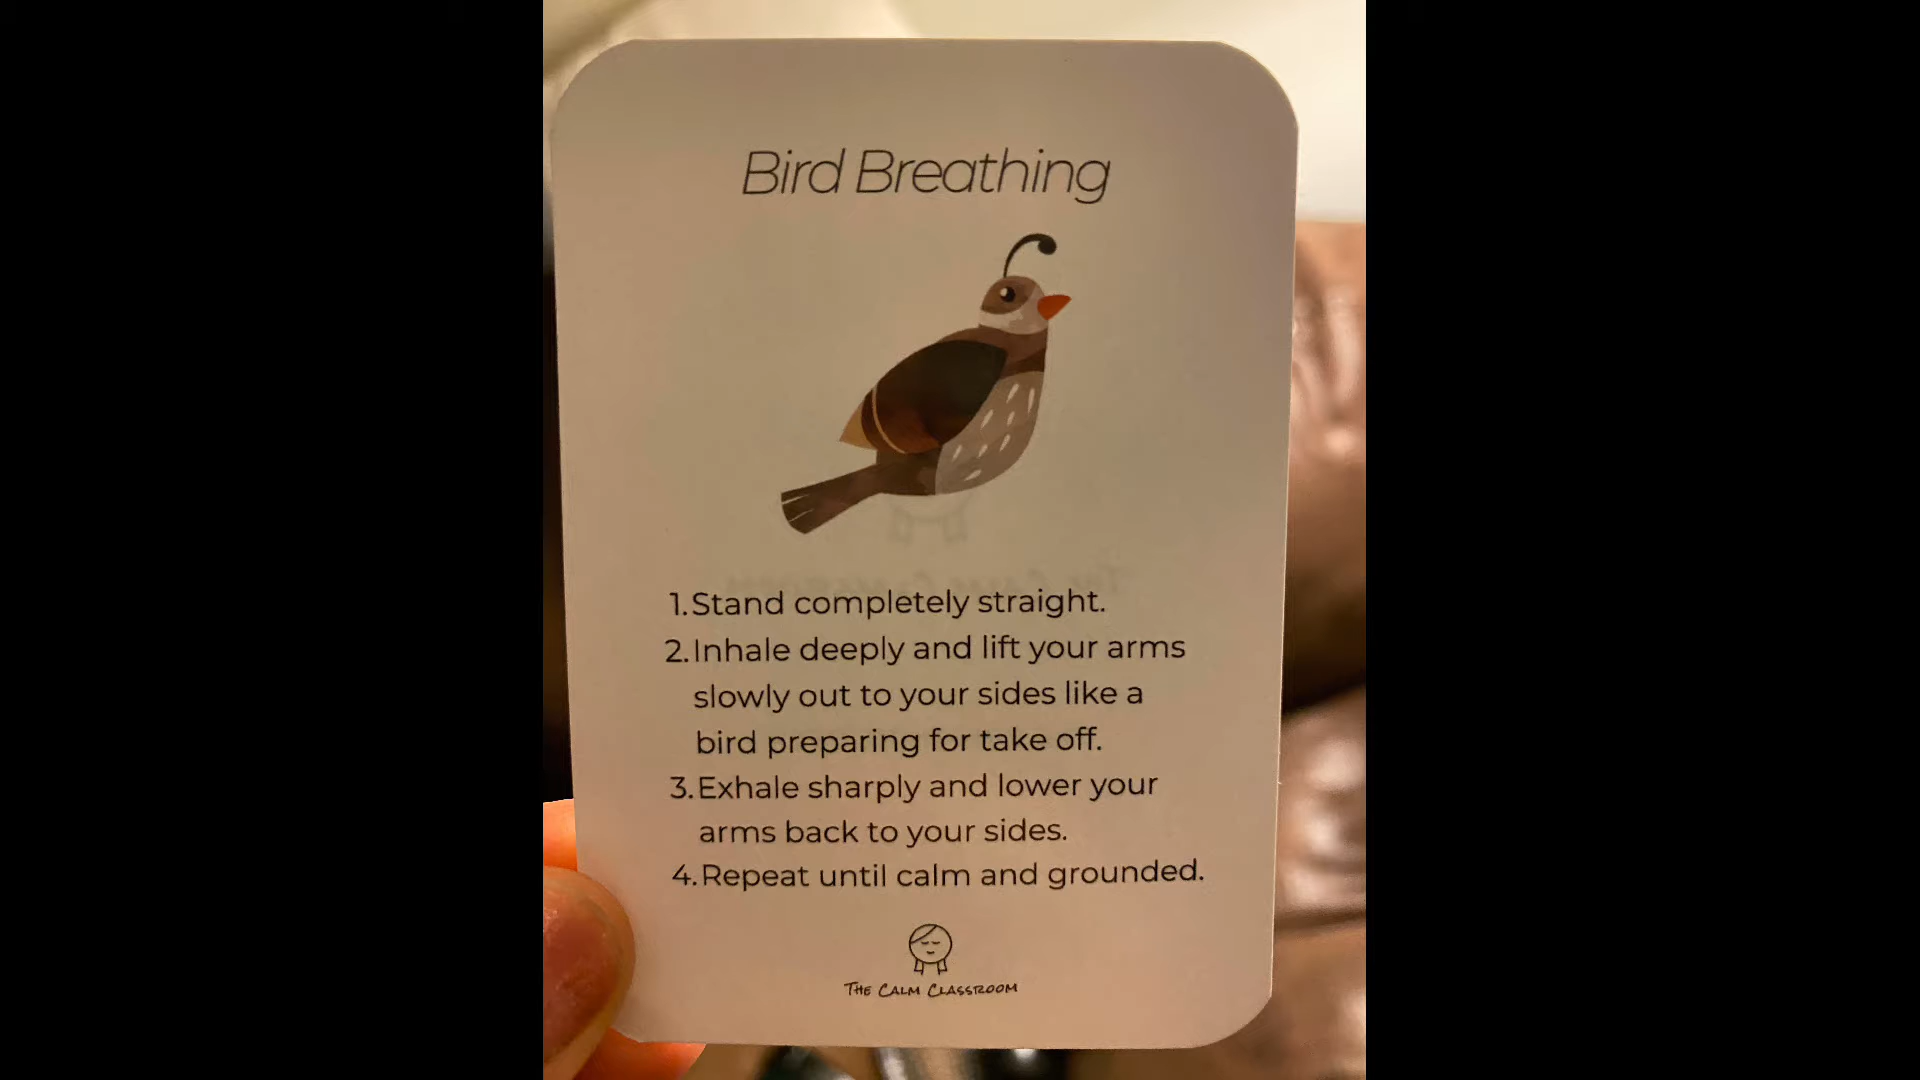 Bird Breathing
1. Stand completely straight.
2. Inhale deeply and lift your arms
slowly out to your sides like a
bird preparing for take off.
3. Exhale sharply and lower your
arms back to your sides.
4. Repeat until calm and grounded.
THE CALM CLASSROOM